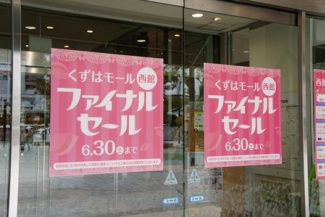 くずはモール 西館
ファイナル
セール
6.30(土)まで
くずはモール 西館
ファイナル
セール
6.30(土)まで